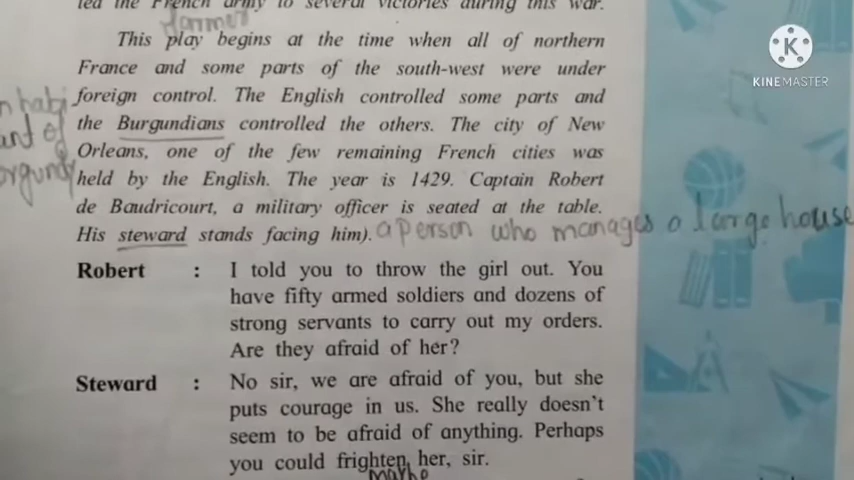 led the French army to several victories during this war.
farmer
This play begins at the time when all of northern
France and some parts of the south-west were under
foreign control. The English controlled some parts and
the Burgundians controlled the others. The city of New
Orleans, one of the few remaining French cities was
held by the English. The year is 1429. Captain Robert
de Baudricourt, a military officer is seated at the table.
His steward stands facing him). a person who manages a large house
Robert : I told you to throw the girl out. You
have fifty armed soldiers and dozens of
strong servants to carry out my orders.
Are they afraid of her?
Steward : No sir, we are afraid of you, but she
puts courage in us. She really doesn't
seem to be afraid of anything. Perhaps
you could frighten her, sir.
maybe
K
KINEMASTER